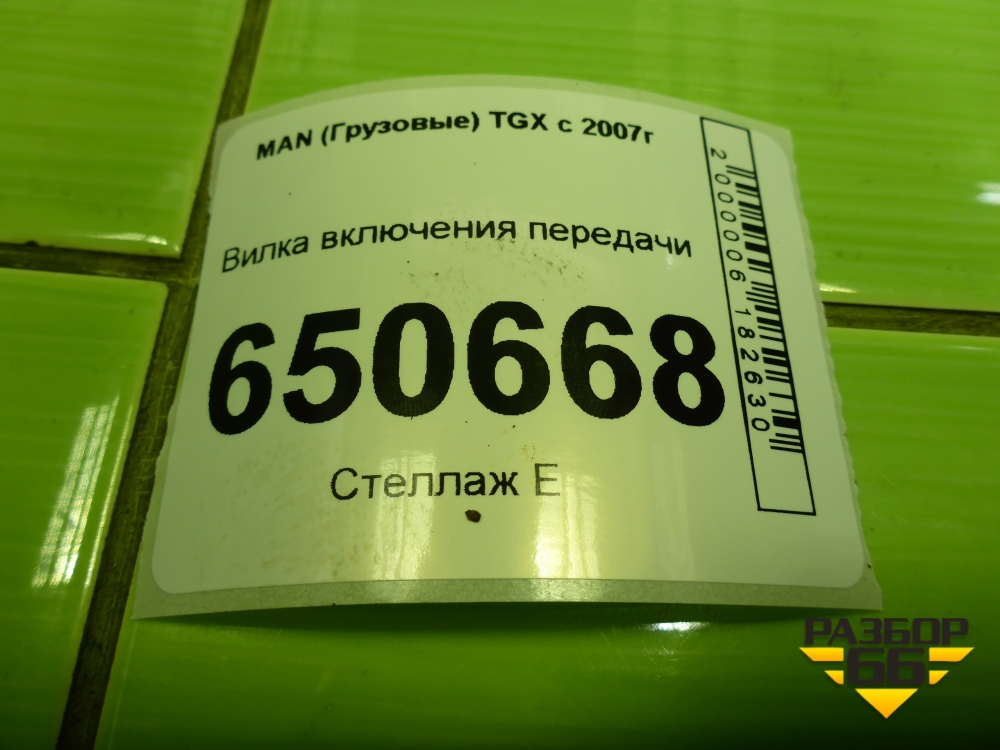 MAN (Грузовые) TGX с 2007г
Вилка включения передачи
650668
Стеллаж Е
2000006182630
РАЗБОР
66